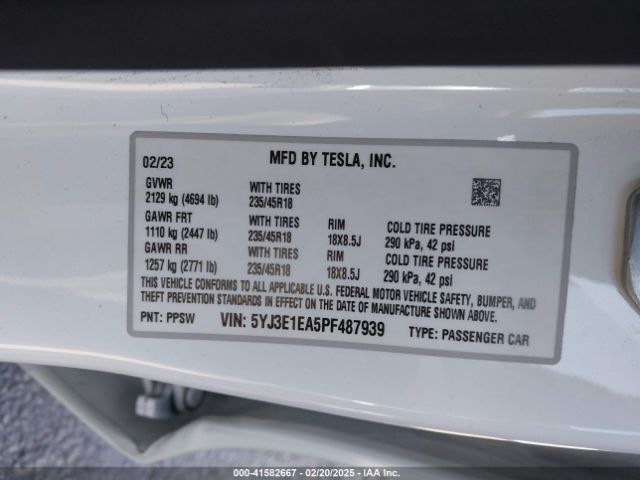 02/23 MFD BY TESLA, INC.
GVWR WITH TIRES
2129 kg (4694 lb) 235/45R18
GAWR FRT WITH TIRES RIM COLD TIRE PRESSURE
1110 kg (2447 lb) 235/45R18 18X8.5J 290 kPa, 42 psi
GAWR RR WITH TIRES RIM COLD TIRE PRESSURE
1257 kg (2771 lb) 235/45R18 18X8.5J 290 kPa, 42 psi
THIS VEHICLE CONFORMS TO ALL APPLICABLE U.S. FEDERAL MOTOR VEHICLE SAFETY, BUMPER, AND
THEFT PREVENTION STANDARDS IN EFFECT ON THE DATE OF MANUFACTURE SHOWN ABOVE.
PNT: PPSW VIN: 5YJ3E1EA5PF487939 TYPE: PASSENGER CAR
000-41582667 - 02/20/2025 - IAA Inc.